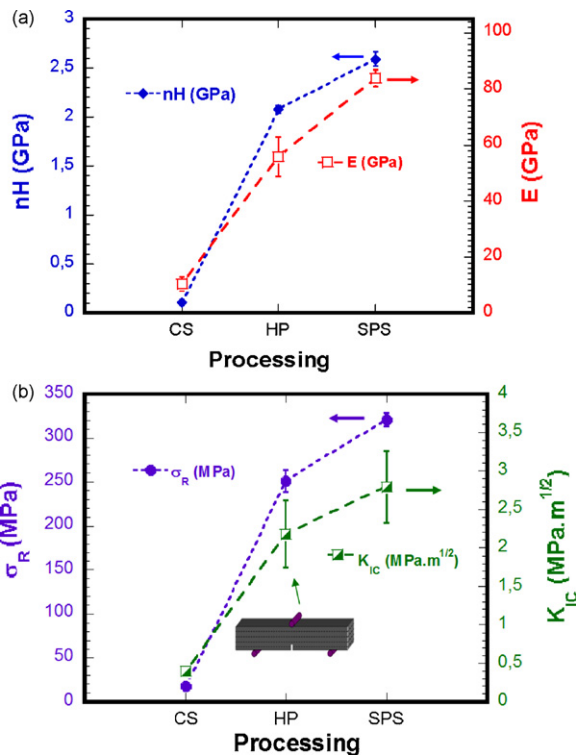 (a)
3
2,5
2
1,5
1
0,5
0
nH (GPa)
nH (GPa)
E (GPa)
100
80
60
40
20
0
E (GPa)
CS HP SPS
Processing
(b)
350
300
250
200
150
100
50
0
σR (MPa)
σR (MPa)
KIC (MPa.m1/2)
4
3,5
3
2,5
2
1,5
1
0,5
0
KIC (MPa.m1/2)
CS HP SPS
Processing